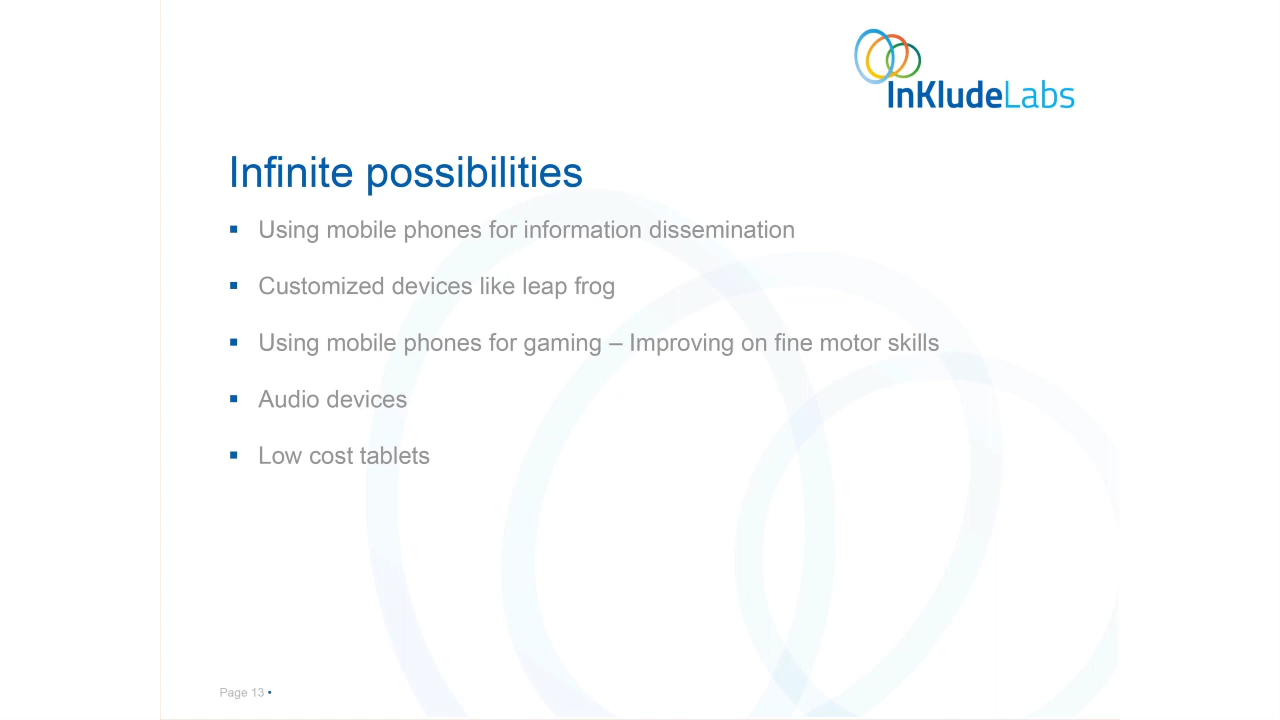 InKludeLabs
Infinite possibilities
▪ Using mobile phones for information dissemination
▪ Customized devices like leap frog
▪ Using mobile phones for gaming – Improving on fine motor skills
▪ Audio devices
▪ Low cost tablets
Page 13 •